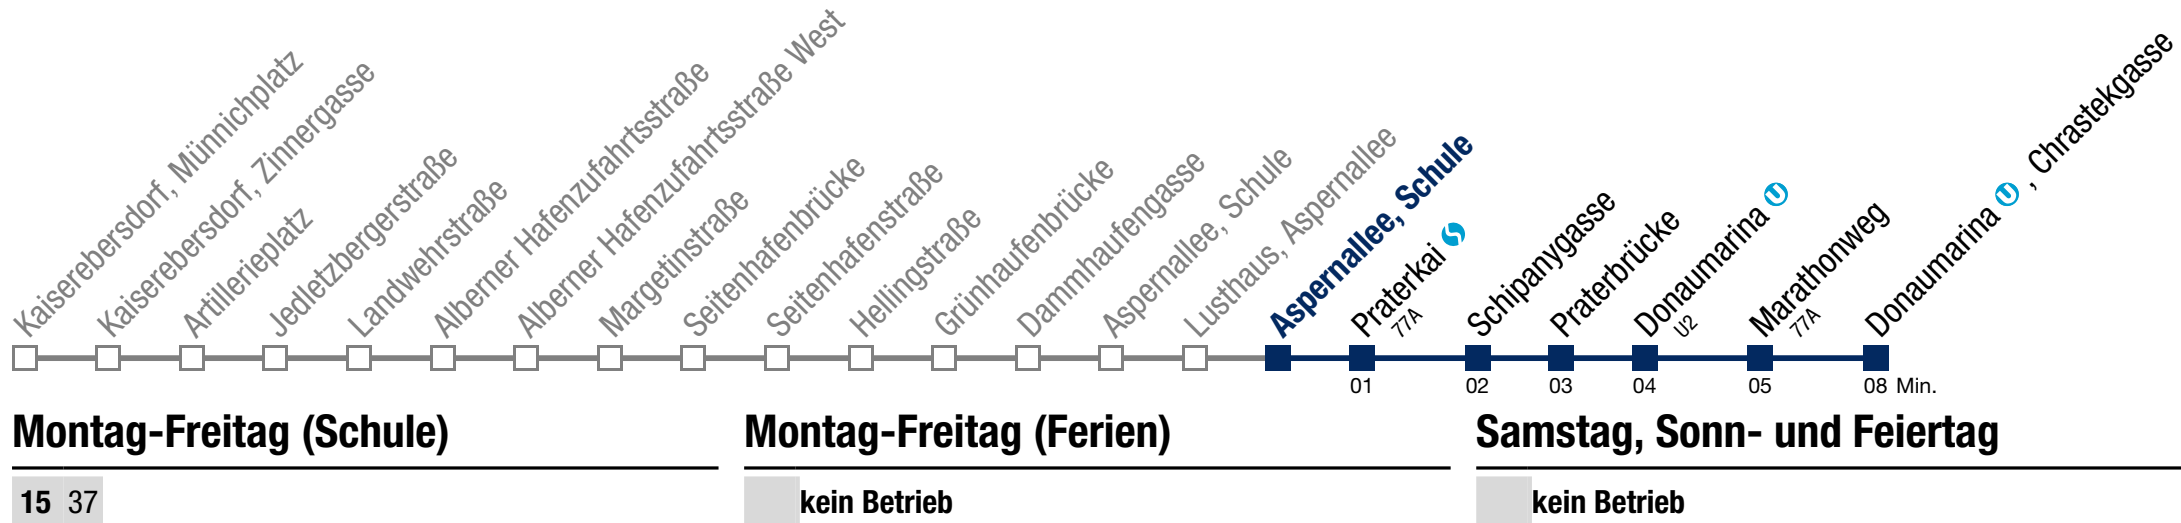 Kaiserebersdorf, Münnichplatz
Kaiserebersdorf, Zinnergasse
Artillerieplatz
Jedletzbergerstraße
Landwehrstraße
Alberner Hafenzufahrtsstraße
Alberner Hafenzufahrtsstraße West
Margetinstraße
Seitenhafenbrücke
Seitenhafenstraße
Hellingstraße
Grünhaufenbrücke
Dammhaufengasse
Aspernallee, Schule
Lusthaus, Aspernallee
Aspernallee, Schule
Praterkai
77A
Schipanygasse
Praterbrücke
Donaumarina U
U2
Marathonweg
77A
Donaumarina U, Chrastekgasse
01 02 03 04 05 08 Min.
Montag-Freitag (Schule)
15 37
Montag-Freitag (Ferien)
kein Betrieb
Samstag, Sonn- und Feiertag
kein Betrieb